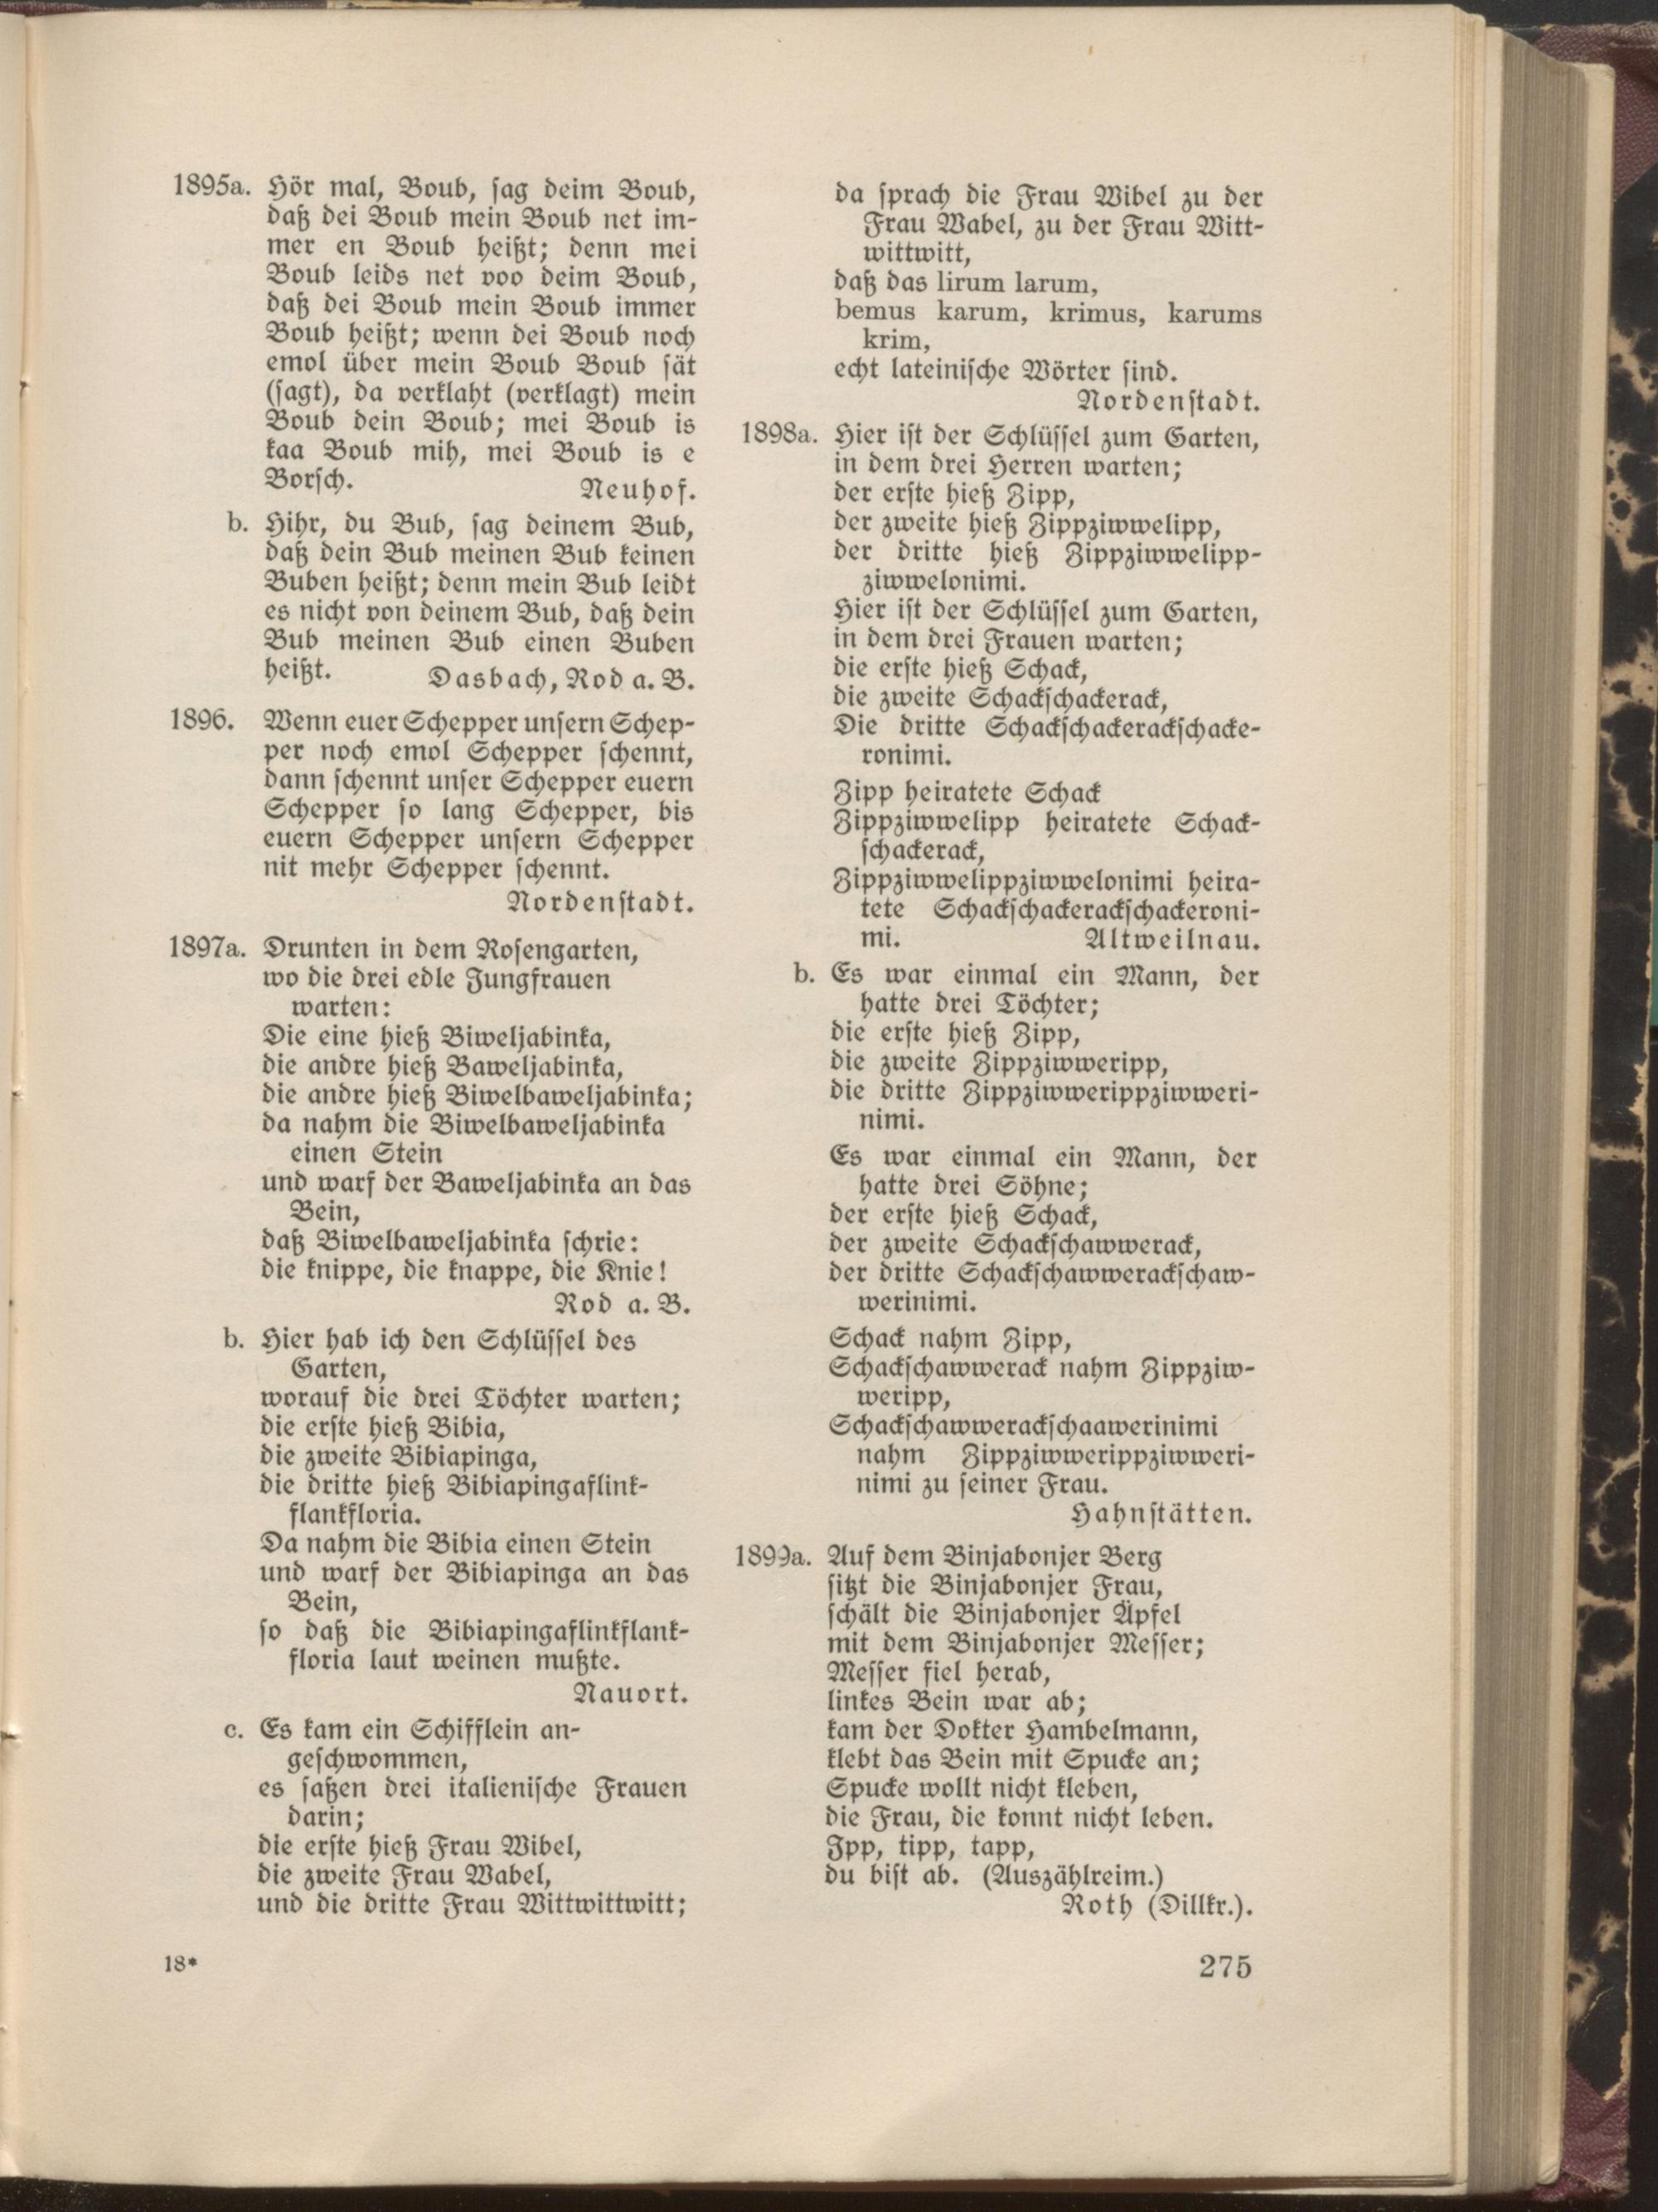 1895a. Hör mal, Boub, sag deim Boub,
daß dei Boub mein Boub net im-
mer en Boub heißt; denn mei
Boub leids net voo deim Boub,
daß dei Boub mein Boub immer
Boub heißt; wenn dei Boub noch
emol über mein Boub Boub sät
(sagt), da verklaht (verklagt) mein
Boub dein Boub; mei Boub is
kaa Boub mih, mei Boub is e
Borsch. Neuhof.
b. Hihr, du Bub, sag deinem Bub,
daß dein Bub meinen Bub keinen
Buben heißt; denn mein Bub leidt
es nicht von deinem Bub, daß dein
Bub meinen Bub einen Buben
heißt. Dasbach, Rod a. B.
1896. Wenn euer Schepper unsern Schep-
per noch emol Schepper schennt,
dann schennt unser Schepper euern
Schepper so lang Schepper, bis
euern Schepper unsern Schepper
nit mehr Schepper schennt.
Nordenstadt.
1897a. Drunten in dem Rosengarten,
wo die drei edle Jungfrauen
warten:
Die eine hieß Biweljabinka,
die andre hieß Baweljabinka,
die andre hieß Biwelbaweljabinka;
da nahm die Biwelbaweljabinka
einen Stein
und warf der Baweljabinka an das
Bein,
daß Biwelbaweljabinka schrie:
die knippe, die knappe, die Knie!
Rod a. B.
b. Hier hab ich den Schlüssel des
Garten,
worauf die drei Töchter warten;
die erste hieß Bibia,
die zweite Bibiapinga,
die dritte hieß Bibiapingaflink-
flankfloria.
Da nahm die Bibia einen Stein
und warf der Bibiapinga an das
Bein,
so daß die Bibiapingaflinkflank-
floria laut weinen mußte.
Nauort.
c. Es kam ein Schifflein an-
geschwommen,
es saßen drei italienische Frauen
darin;
die erste hieß Frau Wibel,
die zweite Frau Wabel,
und die dritte Frau Wittwittwitt;
da sprach die Frau Wibel zu der
Frau Wabel, zu der Frau Witt-
wittwitt,
daß das lirum larum,
bemus karum, krimus, karums
krim,
echt lateinische Wörter sind.
Nordenstadt.
1898a. Hier ist der Schlüssel zum Garten,
in dem drei Herren warten;
der erste hieß Zipp,
der zweite hieß Zippziwwelipp,
der dritte hieß Zippziwwelipp-
ziwwelonimi.
Hier ist der Schlüssel zum Garten,
in dem drei Frauen warten;
die erste hieß Schack,
die zweite Schackschackerack,
Die dritte Schackschackerackschacke-
ronimi.
Zipp heiratete Schack
Zippziwwelipp heiratete Schack-
schackerack,
Zippziwwelippziwwelonimi heira-
tete Schackschackerackschackeroni-
mi. Altweilnau.
b. Es war einmal ein Mann, der
hatte drei Töchter;
die erste hieß Zipp,
die zweite Zippziwweripp,
die dritte Zippziwwerippziwweri-
nimi.
Es war einmal ein Mann, der
hatte drei Söhne;
der erste hieß Schack,
der zweite Schackschawwerack,
der dritte Schackschawwerackschaw-
werinimi.
Schack nahm Zipp,
Schackschawwerack nahm Zippziw-
weripp,
Schackschawwerackschaawerinimi
nahm Zippziwwerippziwweri-
nimi zu seiner Frau.
Hahnstätten.
1899a. Auf dem Binjabonjer Berg
sitzt die Binjabonjer Frau,
schält die Binjabonjer Äpfel
mit dem Binjabonjer Messer;
Messer fiel herab,
linkes Bein war ab;
kam der Dokter Hambelmann,
klebt das Bein mit Spucke an;
Spucke wollt nicht kleben,
die Frau, die konnt nicht leben.
Ipp, tipp, tapp,
du bist ab. (Auszählreim.)
Roth (Dillkr.).
18*
275